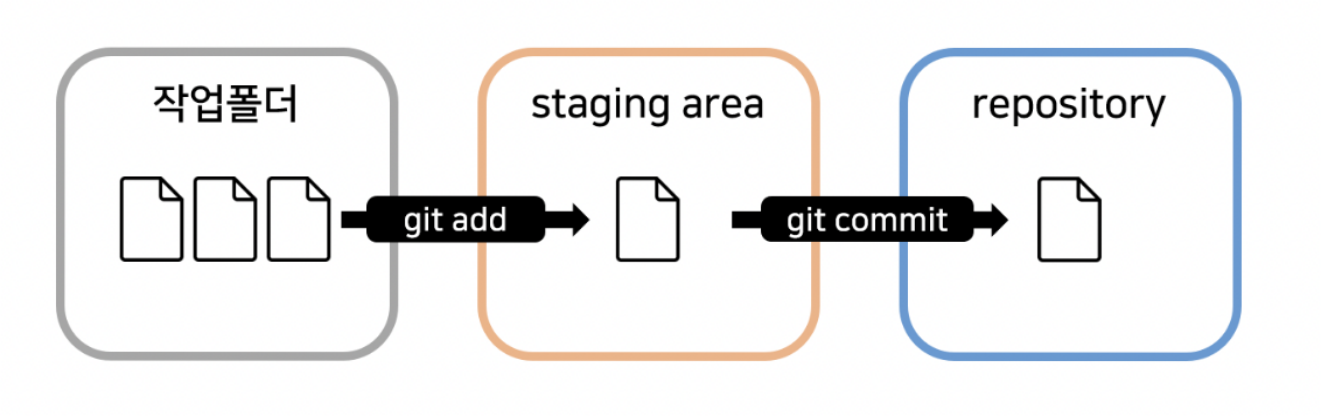 작업폴더
staging area
repository
git add
git commit